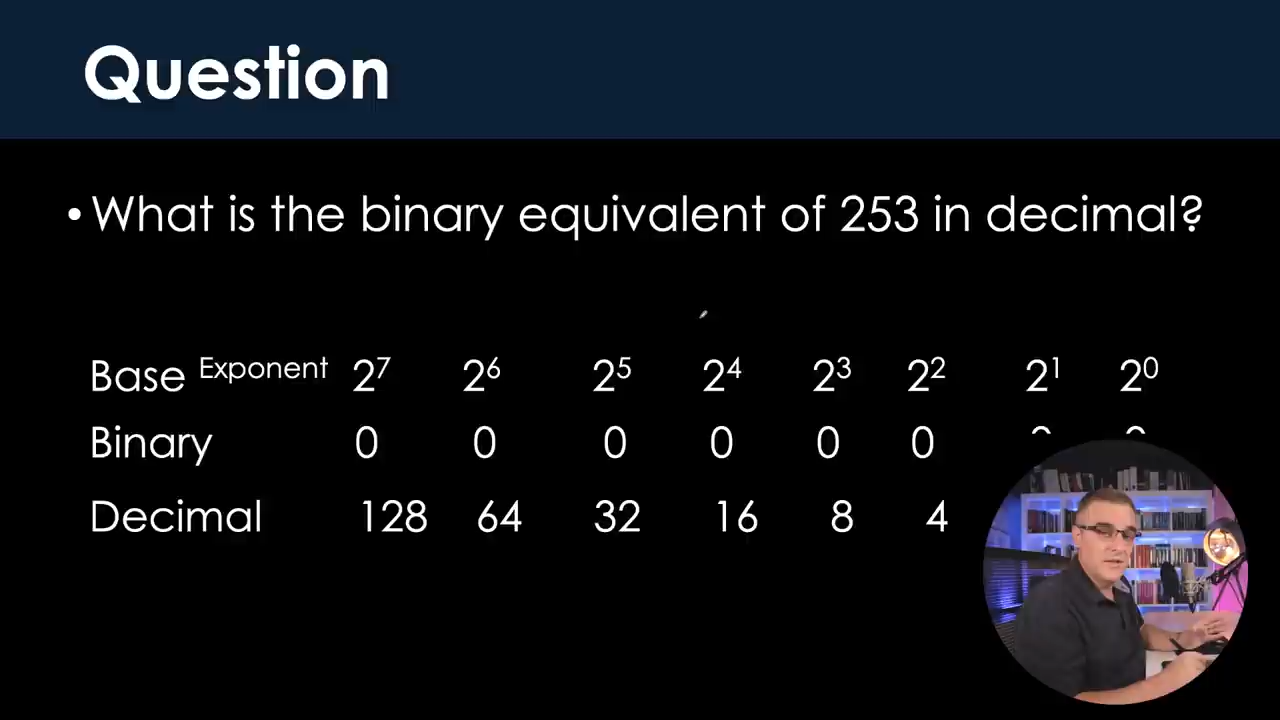 Question
• What is the binary equivalent of 253 in decimal?
Base Exponent 2⁷ 2⁶ 2⁵ 2⁴ 2³ 2² 2¹ 2⁰
Binary 0 0 0 0 0 0
Decimal 128 64 32 16 8 4